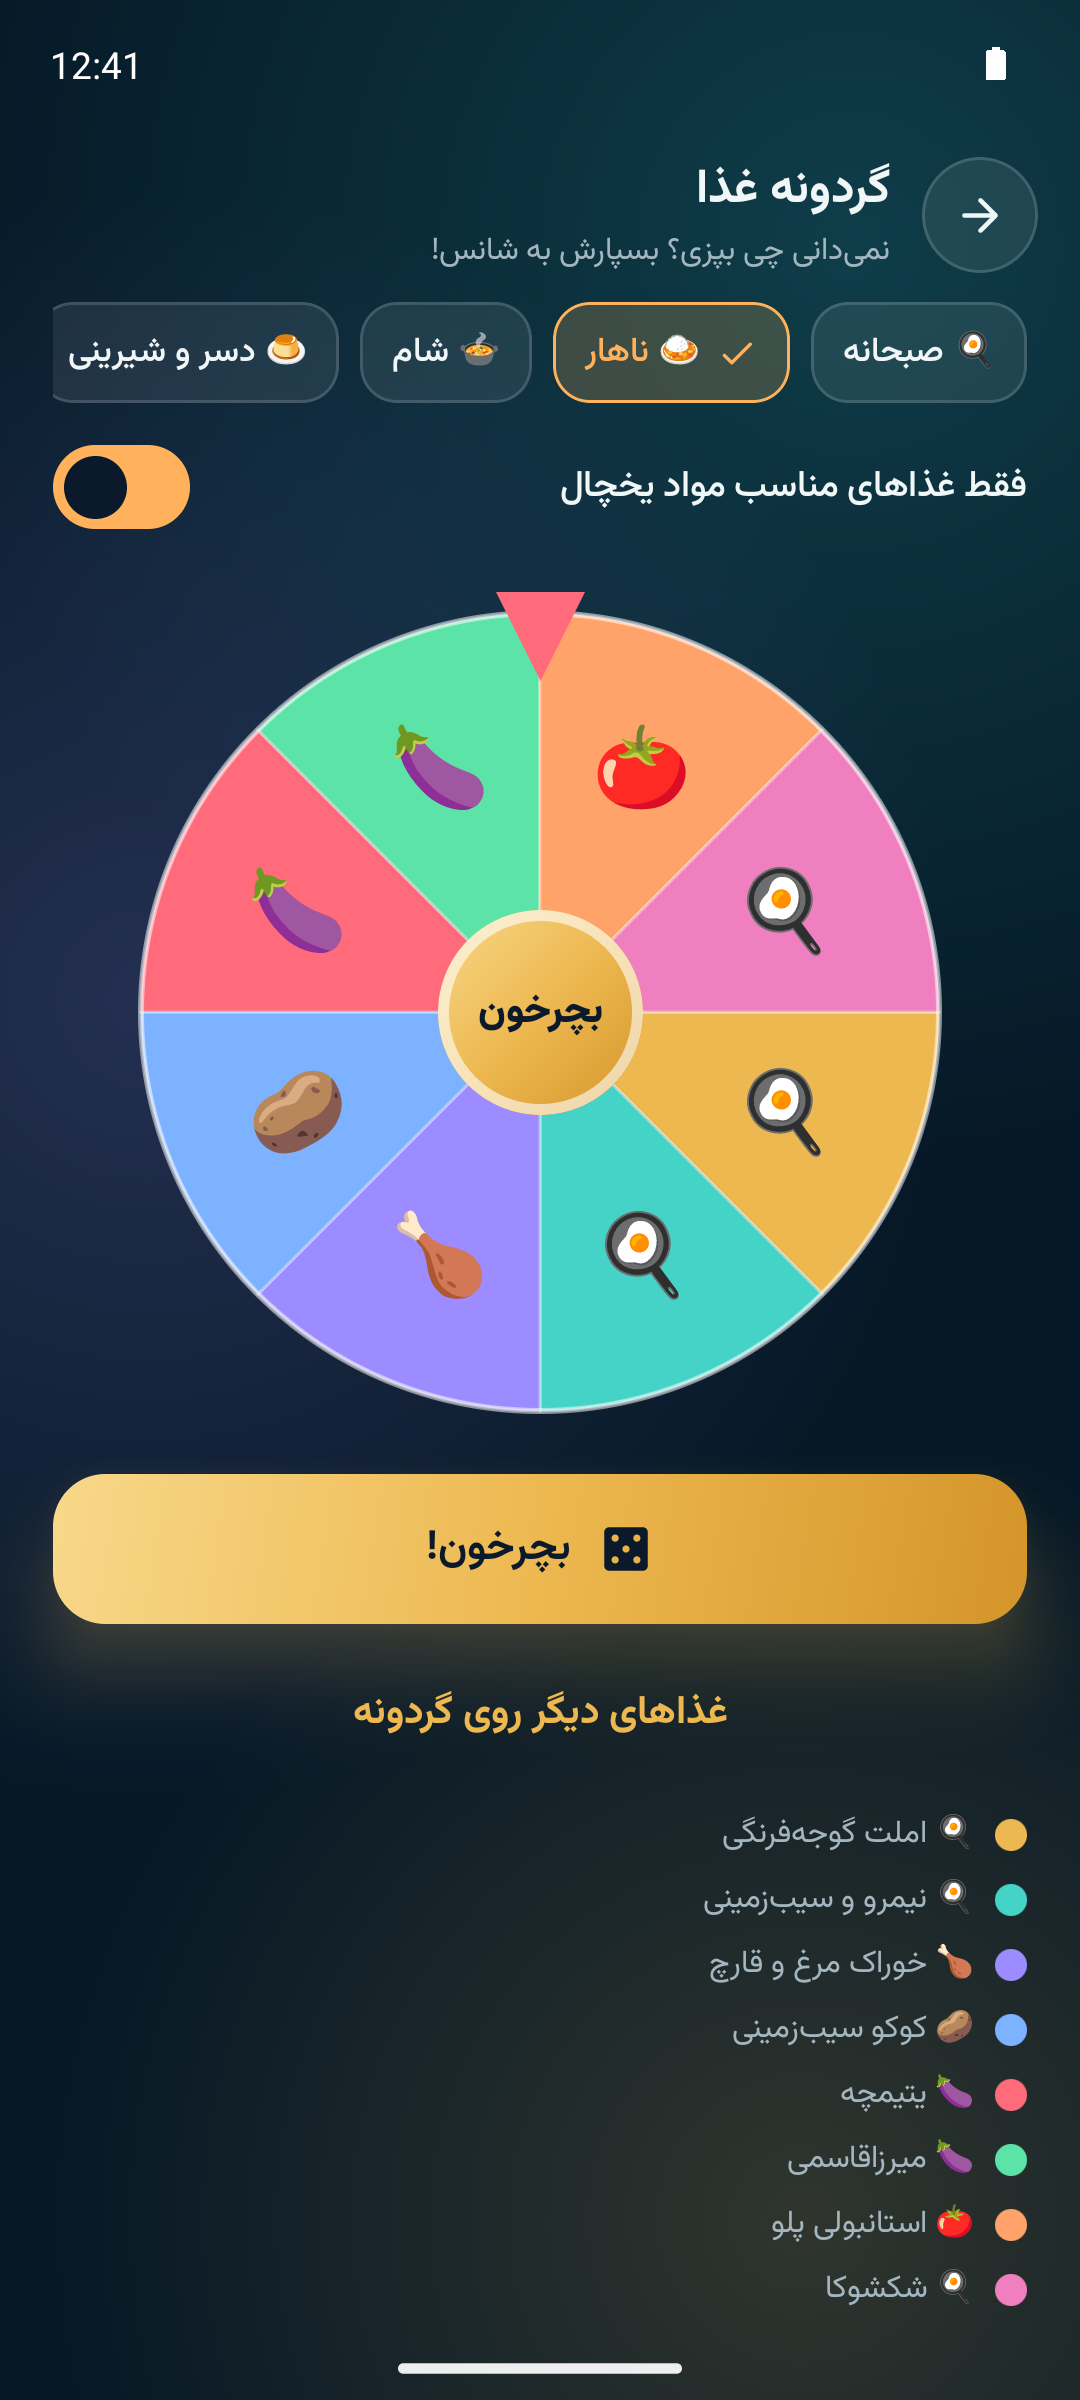 12:41
گردونه غذا
نمی‌دانی چی بپزی؟ بسپارش به شانس!
صبحانه
ناهار
شام
دسر و شیرینی
فقط غذاهای مناسب مواد یخچال
بچرخون
بچرخون!
غذاهای دیگر روی گردونه
املت گوجه‌فرنگی
نیمرو و سیب‌زمینی
خوراک مرغ و قارچ
کوکو سیب‌زمینی
یتیمچه
میرزاقاسمی
استانبولی پلو
شکشوکا